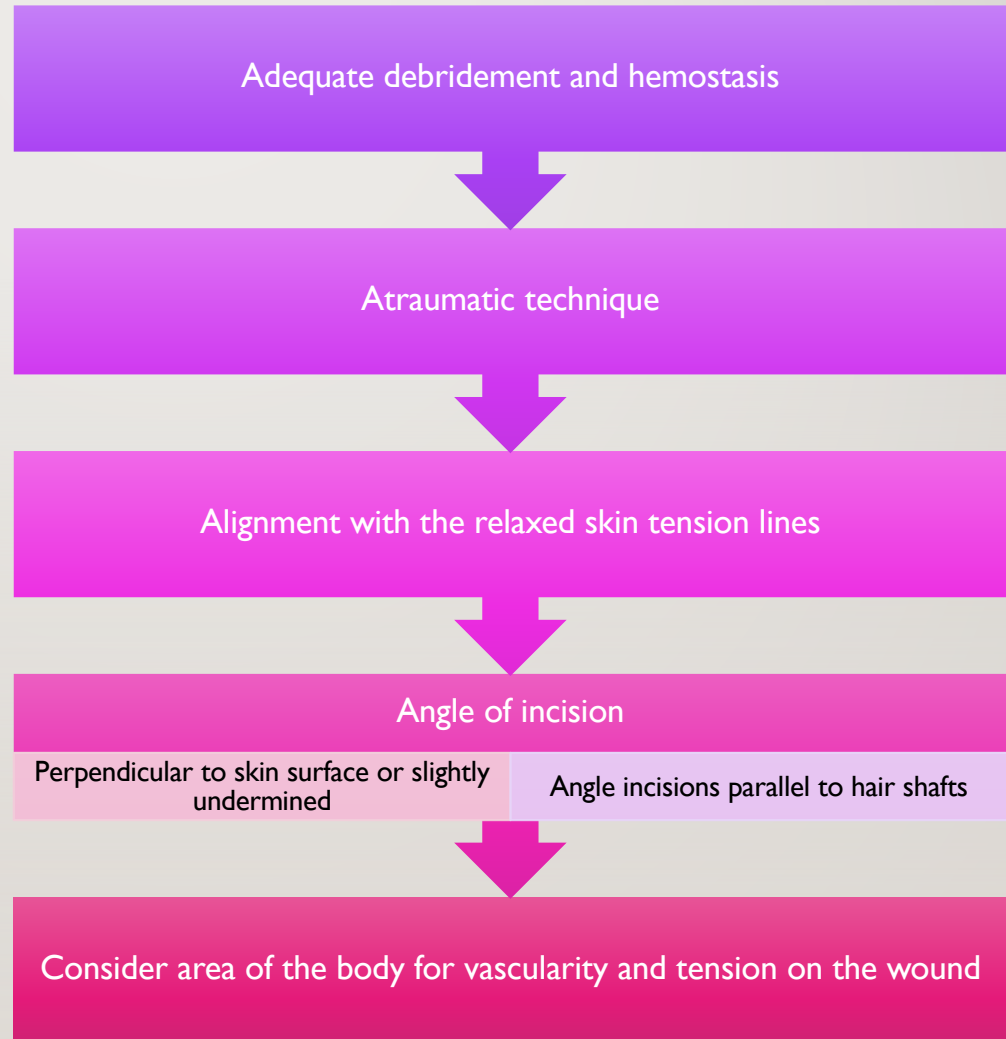 Adequate debridement and hemostasis
Atraumatic technique
Alignment with the relaxed skin tension lines
Angle of incision
Perpendicular to skin surface or slightly
undermined
Angle incisions parallel to hair shafts
Consider area of the body for vascularity and tension on the wound